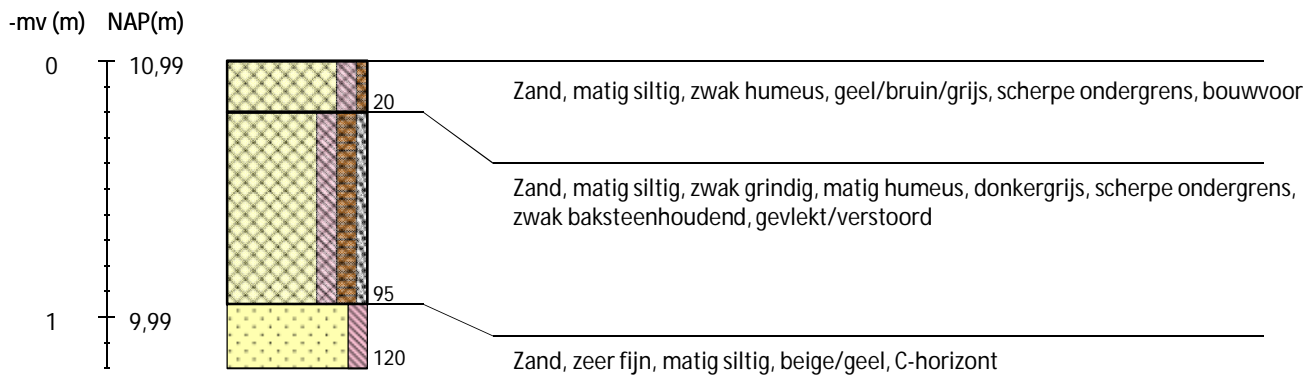 -mv (m) NAP(m)
0 10,99
Zand, matig siltig, zwak humeus, geel/bruin/grijs, scherpe ondergrens, bouwvoor
20
Zand, matig siltig, zwak grindig, matig humeus, donkergrijs, scherpe ondergrens,
zwak baksteenhoudend, gevlekt/verstoord
95
1 9,99
120
Zand, zeer fijn, matig siltig, beige/geel, C-horizont